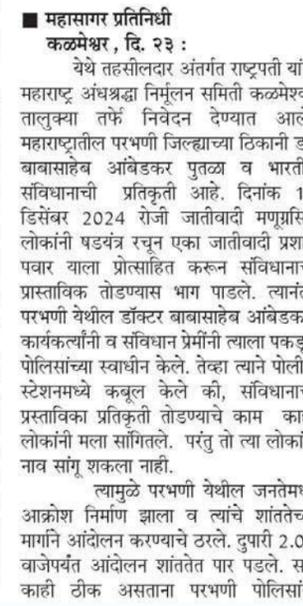 ■ महासागर प्रतिनिधी
कळमेश्वर, दि. २३ :
येथे तहसीलदार अंतर्गत राष्ट्रपती यां
महाराष्ट्र अंधश्रद्धा निर्मूलन समिती कळमेश्व
तालुक्या तर्फे निवेदन देण्यात आले
महाराष्ट्रातील परभणी जिल्ह्याच्या ठिकानी ड
बाबासाहेब आंबेडकर पुतळा व भारती
संविधानाची प्रतिकृती आहे. दिनांक 1
डिसेंबर 2024 रोजी जातीवादी मणूग्रसि
लोकांनी षडयंत्र रचून एका जातीवादी प्रशा
पवार याला प्रोत्साहित करून संविधानाच
प्रास्ताविक तोडण्यास भाग पाडले. त्यानंत
परभणी येथील डॉक्टर बाबासाहेब आंबेडक
कार्यकर्त्यांनी व संविधान प्रेमींनी त्याला पकडू
पोलिसांच्या स्वाधीन केले. तेव्हा त्याने पोली
स्टेशनमध्ये कबूल केले की, संविधानाच
प्रस्ताविका प्रतिकृती तोडण्याचे काम का
लोकांनी मला सांगितले. परंतु तो त्या लोकां
नाव सांगू शकला नाही.
त्यामुळे परभणी येथील जनतेमध
आक्रोश निर्माण झाला व त्यांचे शांततेच
मार्गाने आंदोलन करण्याचे ठरले. दुपारी 2.0
वाजेपर्यंत आंदोलन शांततेत पार पडले. स
काही ठीक असताना परभणी पोलिसां